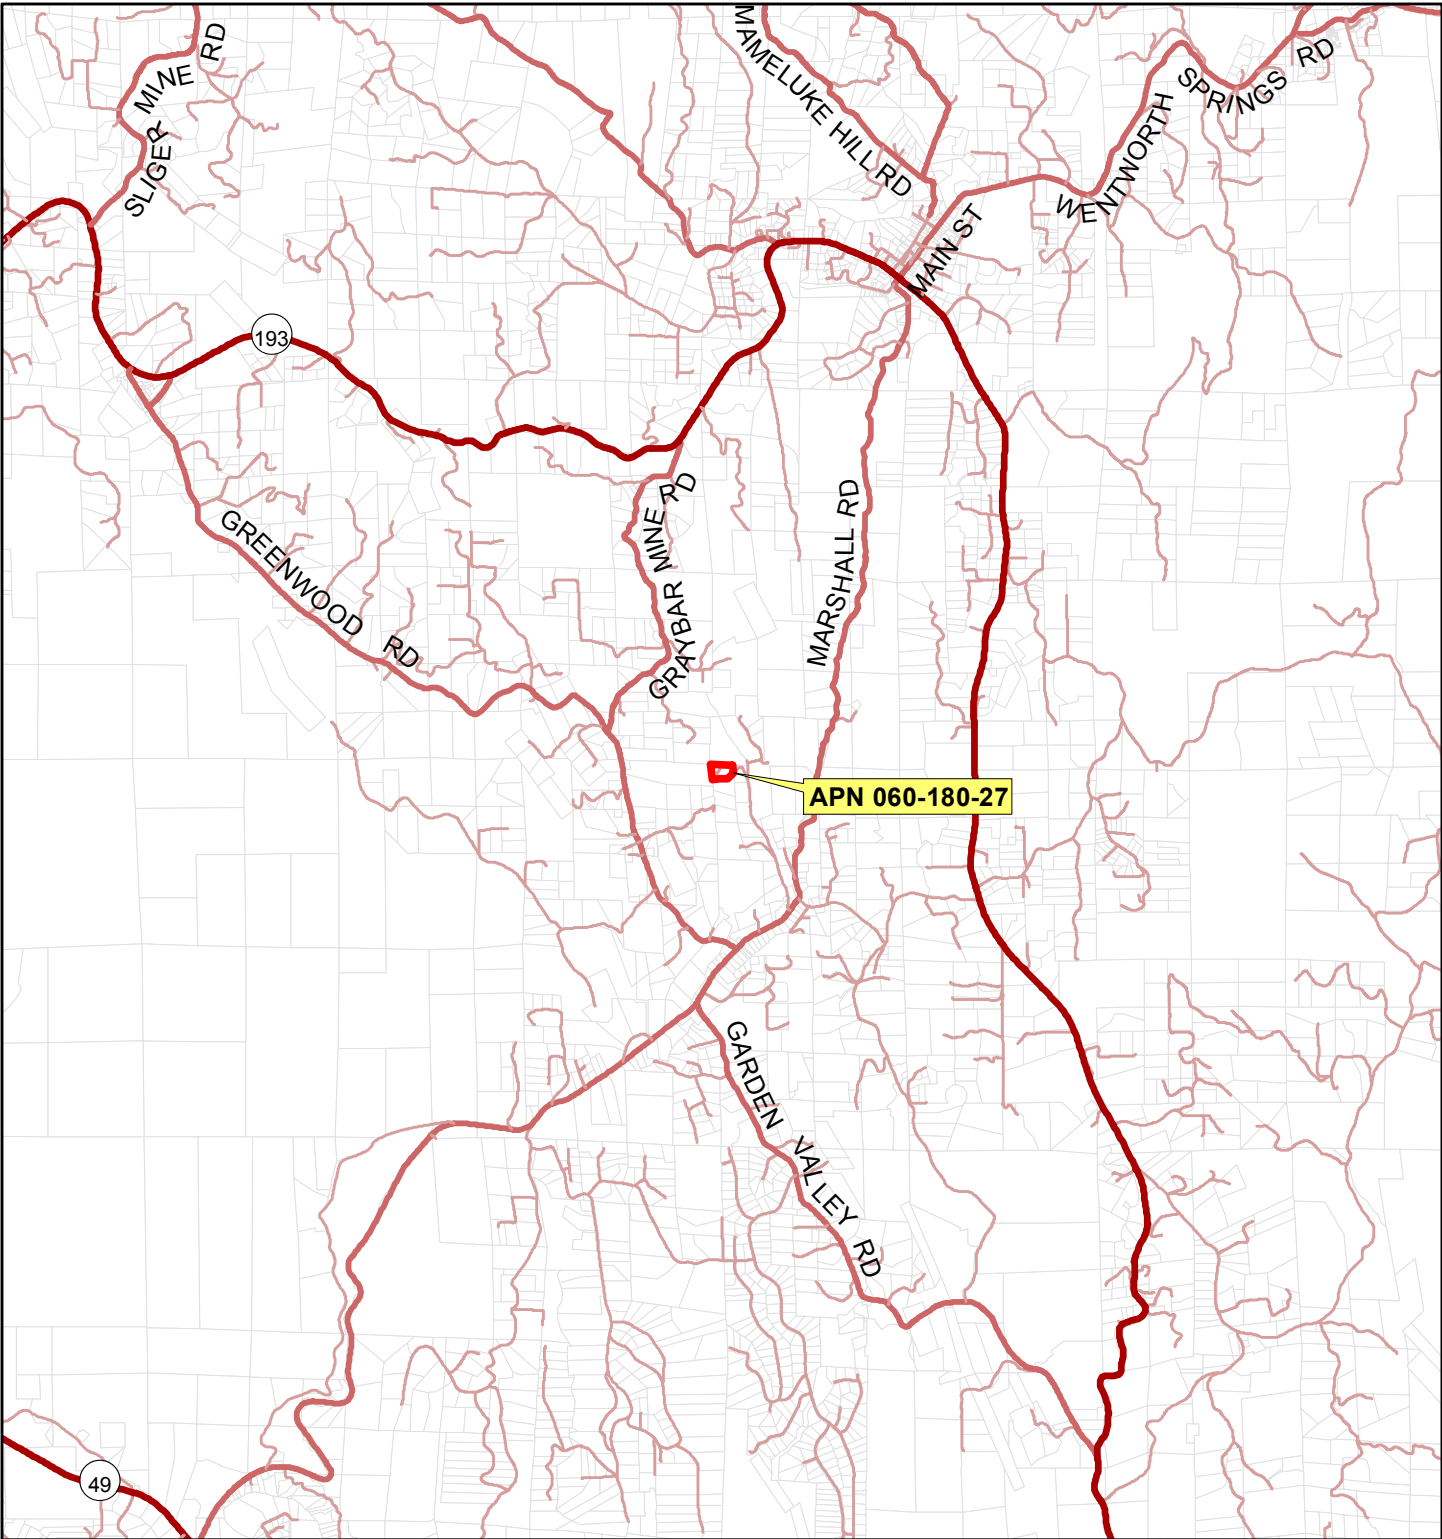 SLIGER MINE RD
MAMELUKE HILL RD
WENTWORTH SPRINGS RD
MAIN ST
193
GREENWOOD RD
GRAYBAR MINE RD
MARSHALL RD
APN 060-180-27
GARDEN VALLEY RD
49